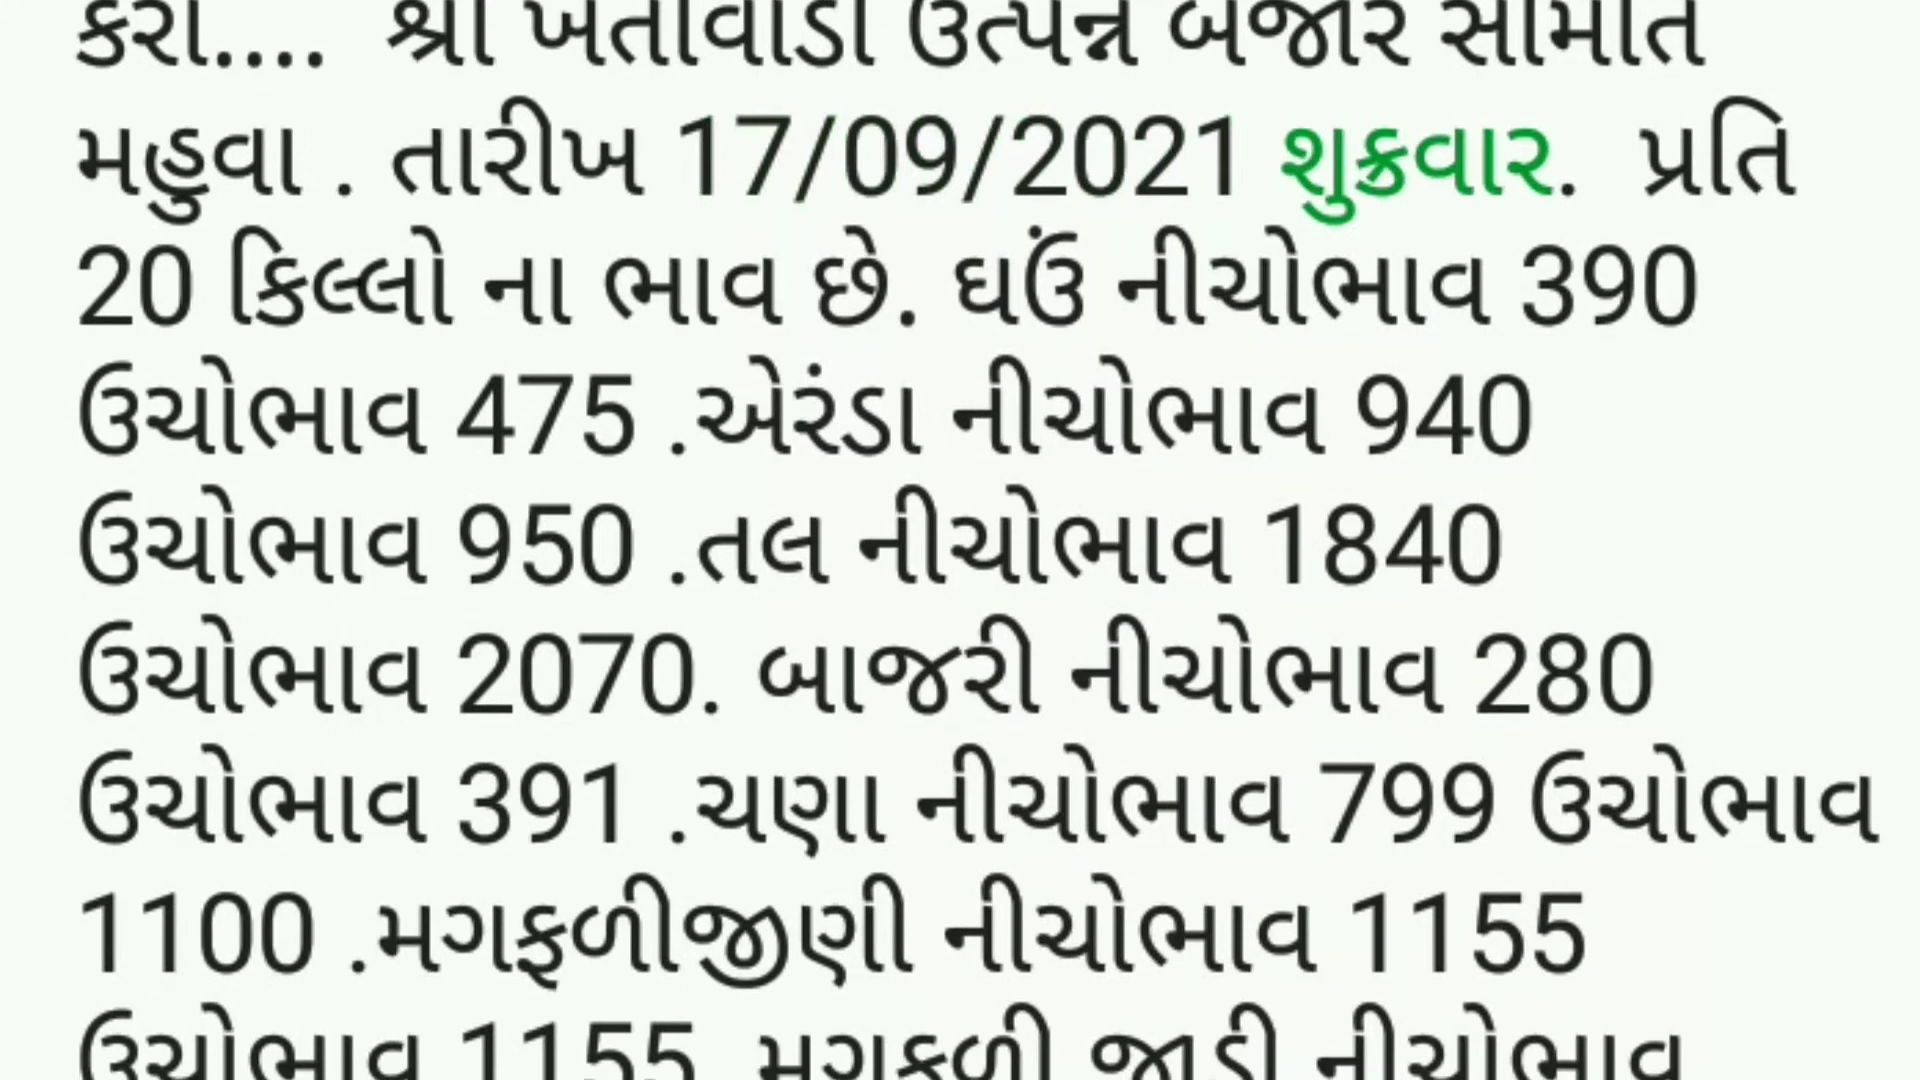 કરો.... શ્રી ખેતીવાડી ઉત્પન્ન બજાર સમિતિ
મહુવા . તારીખ 17/09/2021 શુક્રવાર. પ્રતિ
20 કિલ્લો ના ભાવ છે. ઘઉં નીચોભાવ 390
ઉચોભાવ 475 .એરંડા નીચોભાવ 940
ઉચોભાવ 950 .તલ નીચોભાવ 1840
ઉચોભાવ 2070. બાજરી નીચોભાવ 280
ઉચોભાવ 391 .ચણા નીચોભાવ 799 ઉચોભાવ
1100 .મગફળીજીણી નીચોભાવ 1155
ઉચોભાવ 1155 મગફળી જાડી નીચોભાવ